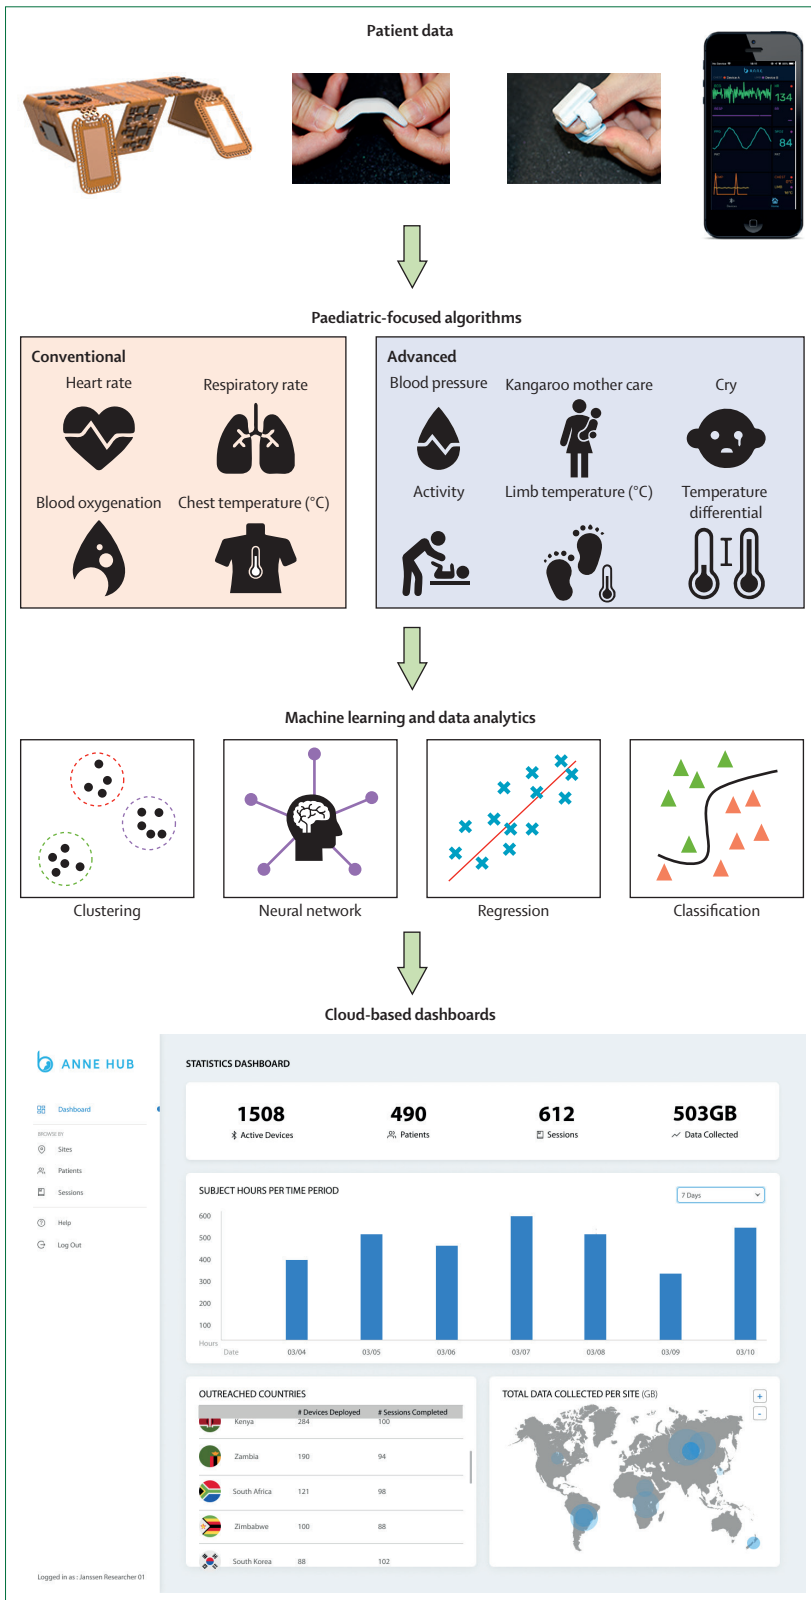 Patient data
ANNE
134
84
Paediatric-focused algorithms
Conventional
Heart rate
Respiratory rate
Blood oxygenation
Chest temperature (°C)
Advanced
Blood pressure
Kangaroo mother care
Cry
Activity
Limb temperature (°C)
Temperature
differential
Machine learning and data analytics
Clustering
Neural network
Regression
Classification
Cloud-based dashboards
ANNE HUB
Dashboard
BROWSE BY
Sites
Patients
Sessions
Help
Log Out
Logged in as : Janssen Researcher 01
STATISTICS DASHBOARD
1508
Active Devices
490
Patients
612
Sessions
503GB
Data Collected
SUBJECT HOURS PER TIME PERIOD
7 Days
600
500
400
300
200
100
Hours
Date 03/04 03/05 03/06 03/07 03/08 03/09 03/10
OUTREACHED COUNTRIES
# Devices Deployed # Sessions Completed
Kenya 284 100
Zambia 190 94
South Africa 121 98
Zimbabwe 100 88
South Korea 88 102
TOTAL DATA COLLECTED PER SITE (GB)
+
-